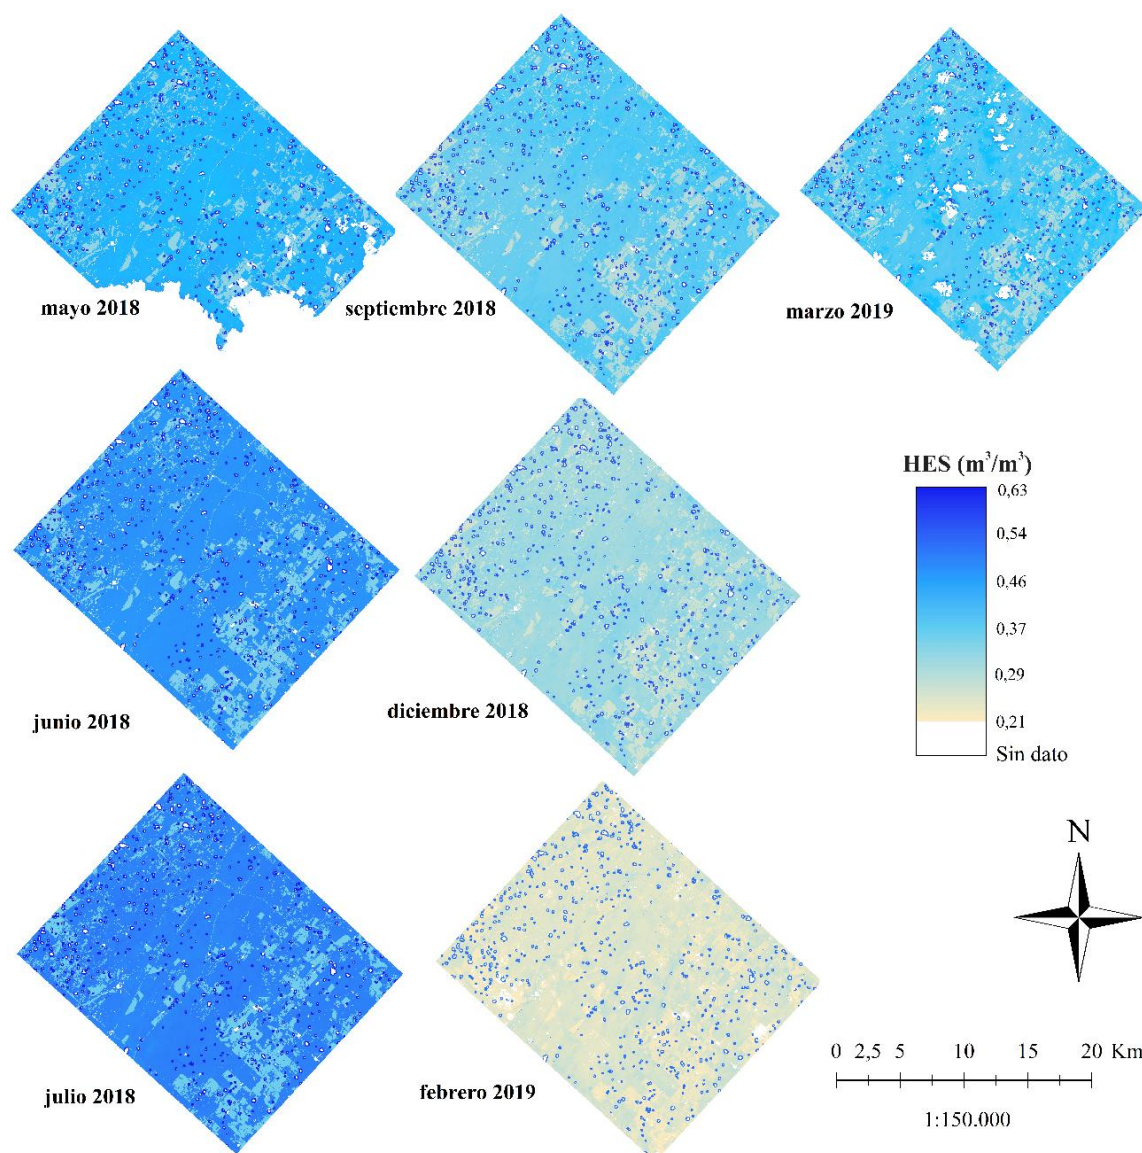 mayo 2018
septiembre 2018
marzo 2019
HES (m³/m³)
0,63
0,54
0,46
0,37
0,29
0,21
Sin dato
junio 2018
diciembre 2018
julio 2018
febrero 2019
N
0 2,5 5 10 15 20 Km
1:150.000